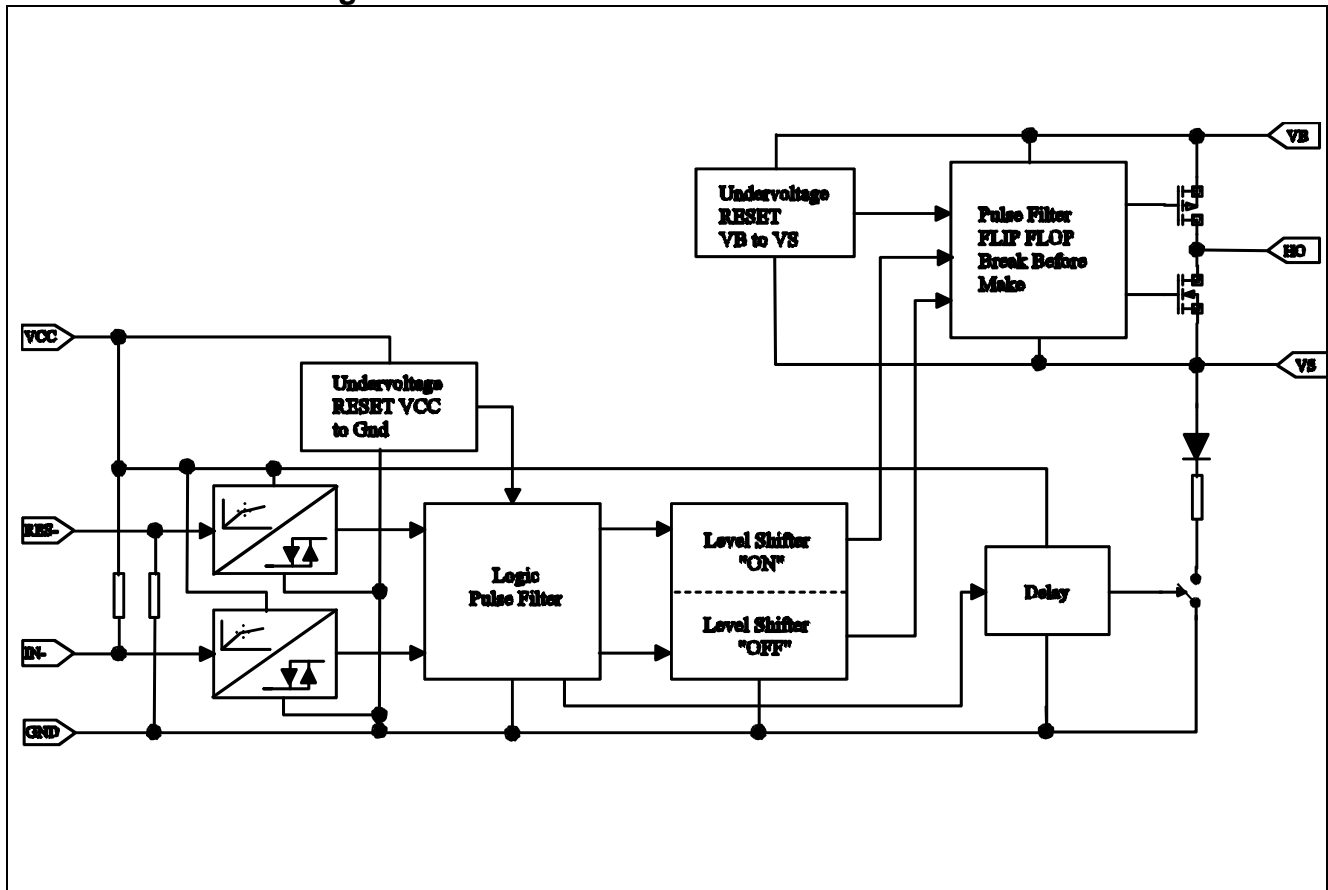 VB
Undervoltage
RESET
VB to VS
Pulse Filter
FLIP FLOP
Break Before
Make
HO
VCC
VS
Undervoltage
RESET VCC
to Gnd
RES-
Level Shifter
"ON"
Logic
Pulse Filter
Delay
Level Shifter
"OFF"
IN-
GND